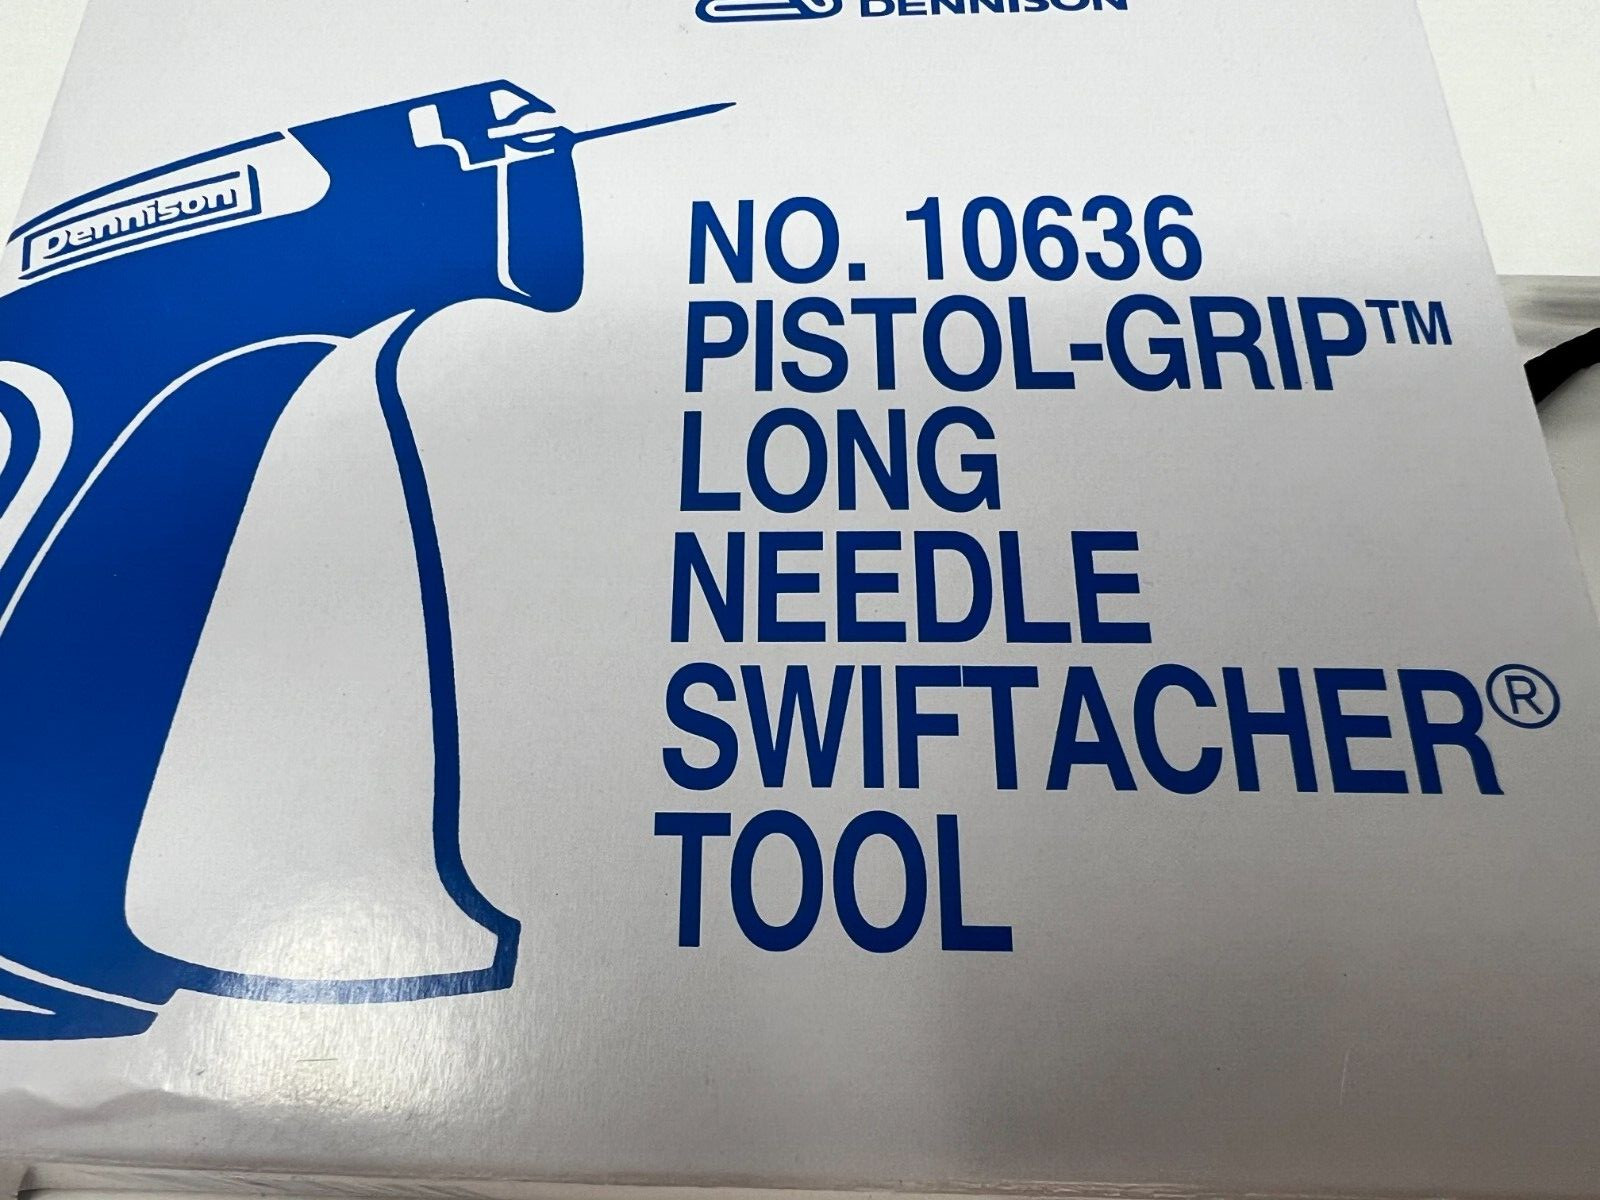 DENNISON
Dennison
NO. 10636
PISTOL-GRIP™
LONG
NEEDLE
SWIFTACHER®
TOOL